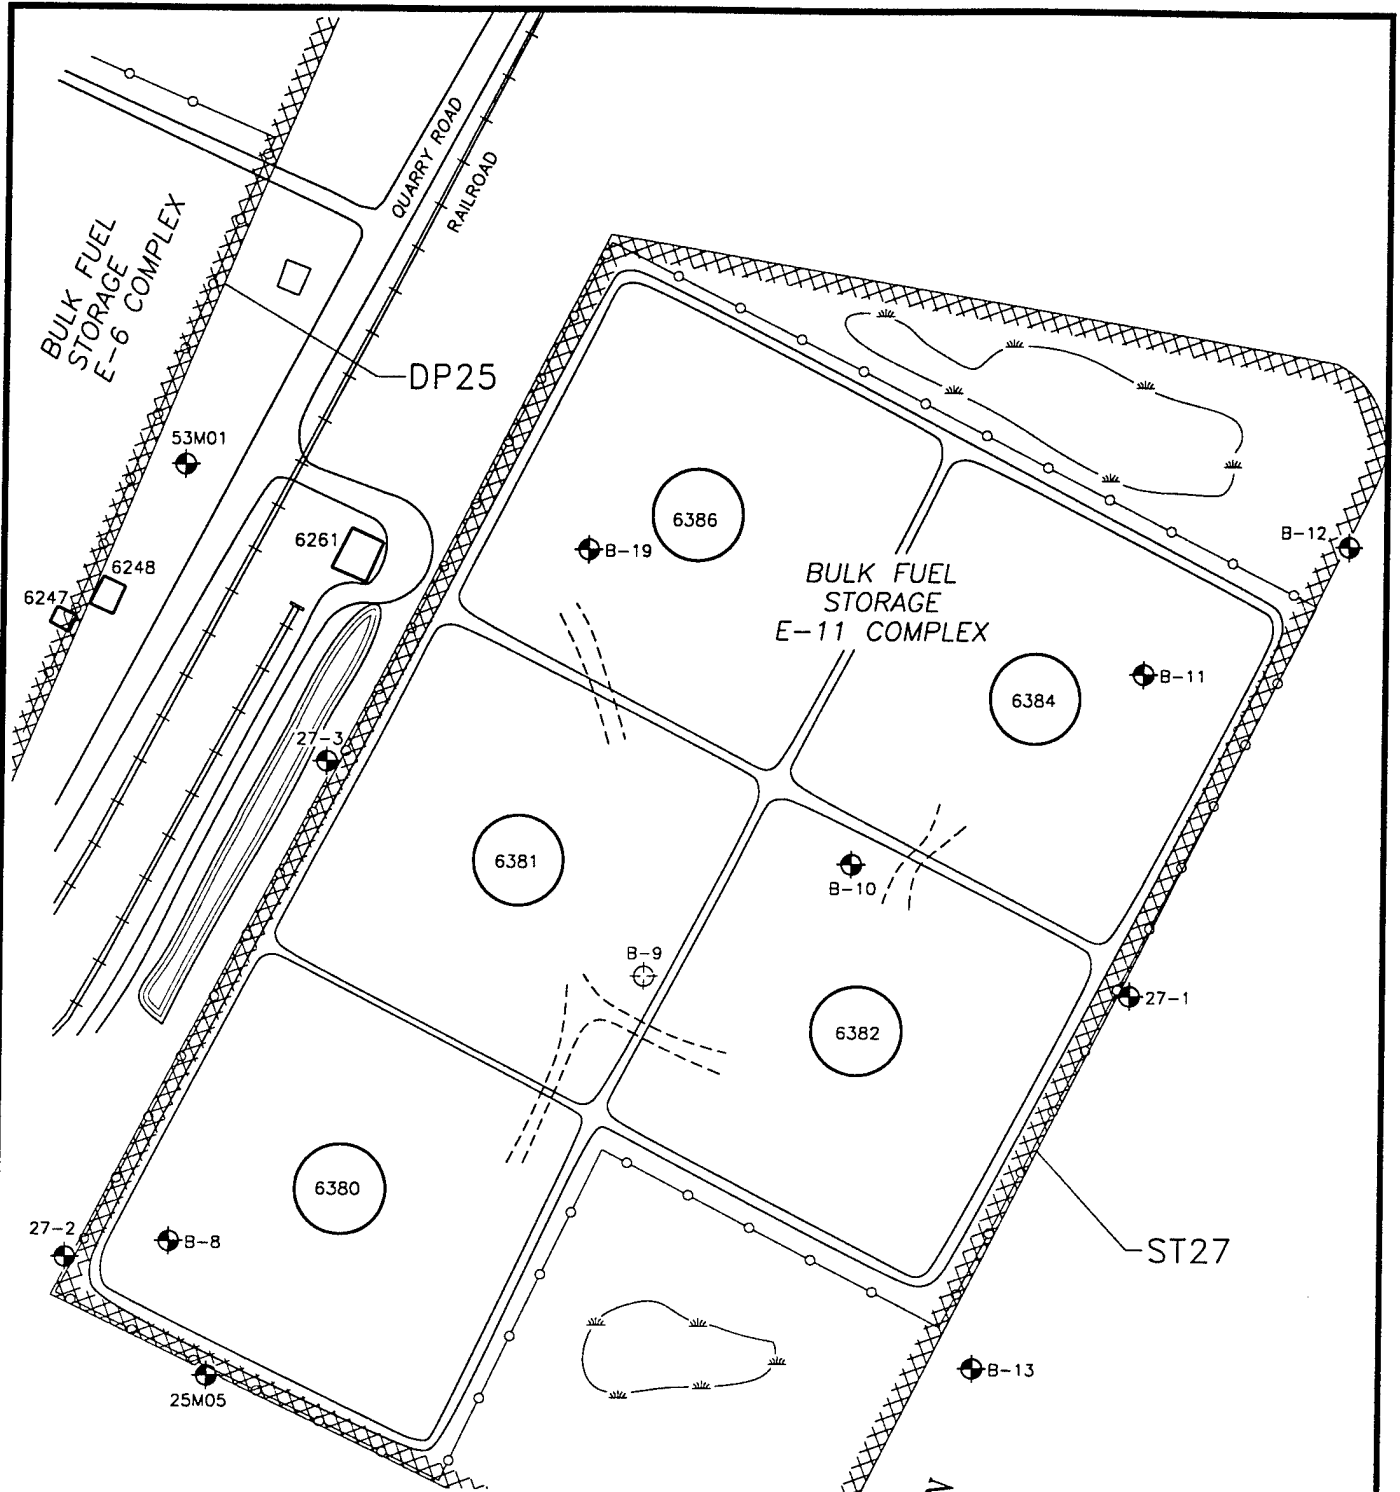 QUARRY ROAD
RAILROAD
BULK FUEL
STORAGE
E-6 COMPLEX
DP25
53M01
6261
6248
6247
27-3
6386
B-19
BULK FUEL
STORAGE
E-11 COMPLEX
B-12
B-11
6384
6381
B-10
B-9
6382
27-1
6380
27-2
B-8
ST27
25M05
B-13